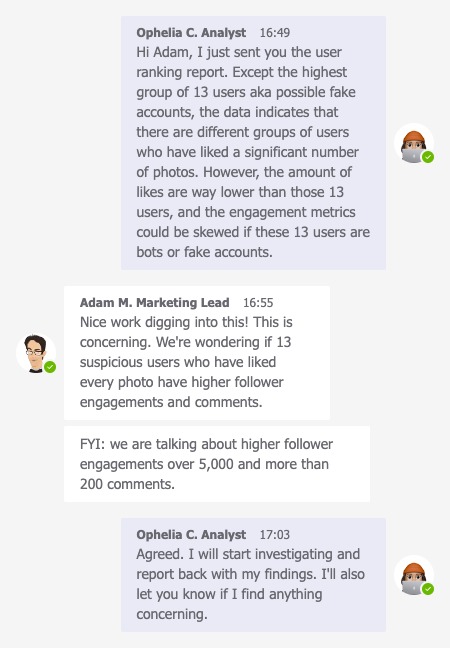 Ophelia C. Analyst 16:49
Hi Adam, I just sent you the user
ranking report. Except the highest
group of 13 users aka possible fake
accounts, the data indicates that
there are different groups of users
who have liked a significant number
of photos. However, the amount of
likes are way lower than those 13
users, and the engagement metrics
could be skewed if these 13 users are
bots or fake accounts.
Adam M. Marketing Lead 16:55
Nice work digging into this! This is
concerning. We're wondering if 13
suspicious users who have liked
every photo have higher follower
engagements and comments.
FYI: we are talking about higher follower
engagements over 5,000 and more than
200 comments.
Ophelia C. Analyst 17:03
Agreed. I will start investigating and
report back with my findings. I'll also
let you know if I find anything
concerning.